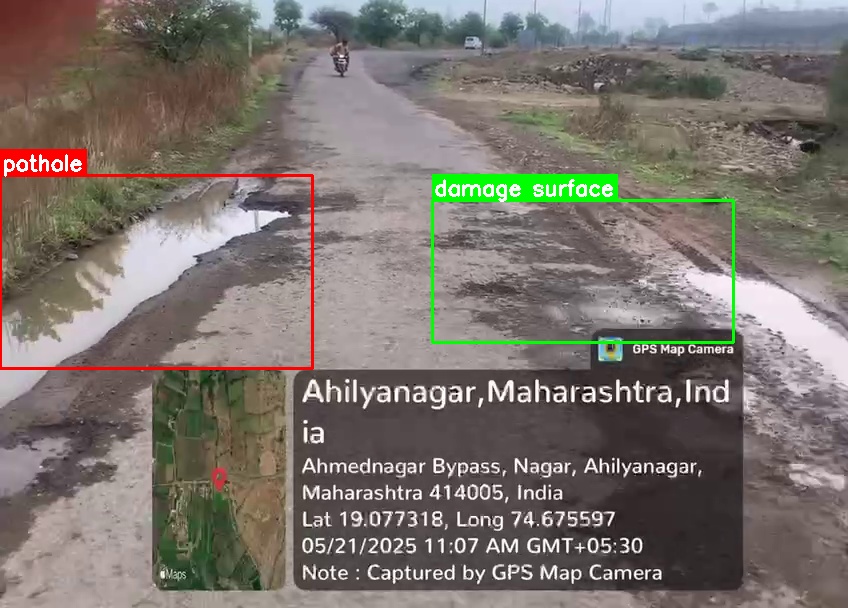 pothole
damage surface
GPS Map Camera
Ahilyanagar,Maharashtra,Ind
ia
Ahmednagar Bypass, Nagar, Ahilyanagar,
Maharashtra 414005, India
Lat 19.077318, Long 74.675597
05/21/2025 11:07 AM GMT+05:30
Note : Captured by GPS Map Camera
Maps